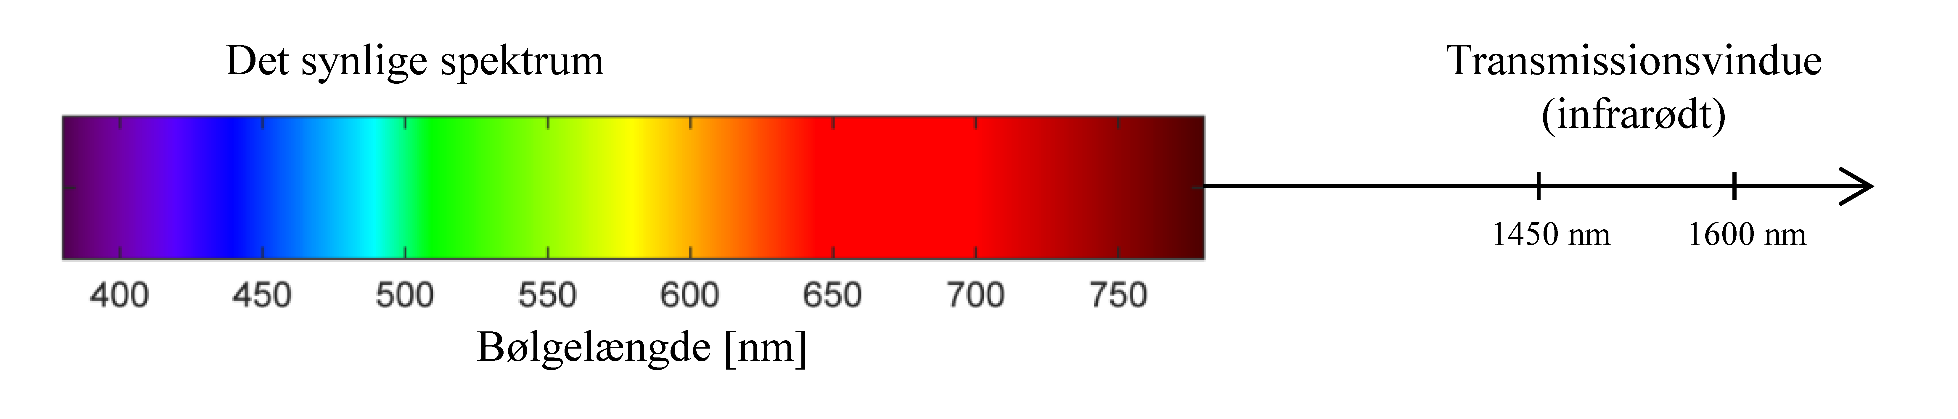 Det synlige spektrum
Transmissionsvindue
(infrarødt)
1450 nm 1600 nm
400 450 500 550 600 650 700 750
Bølgelængde [nm]